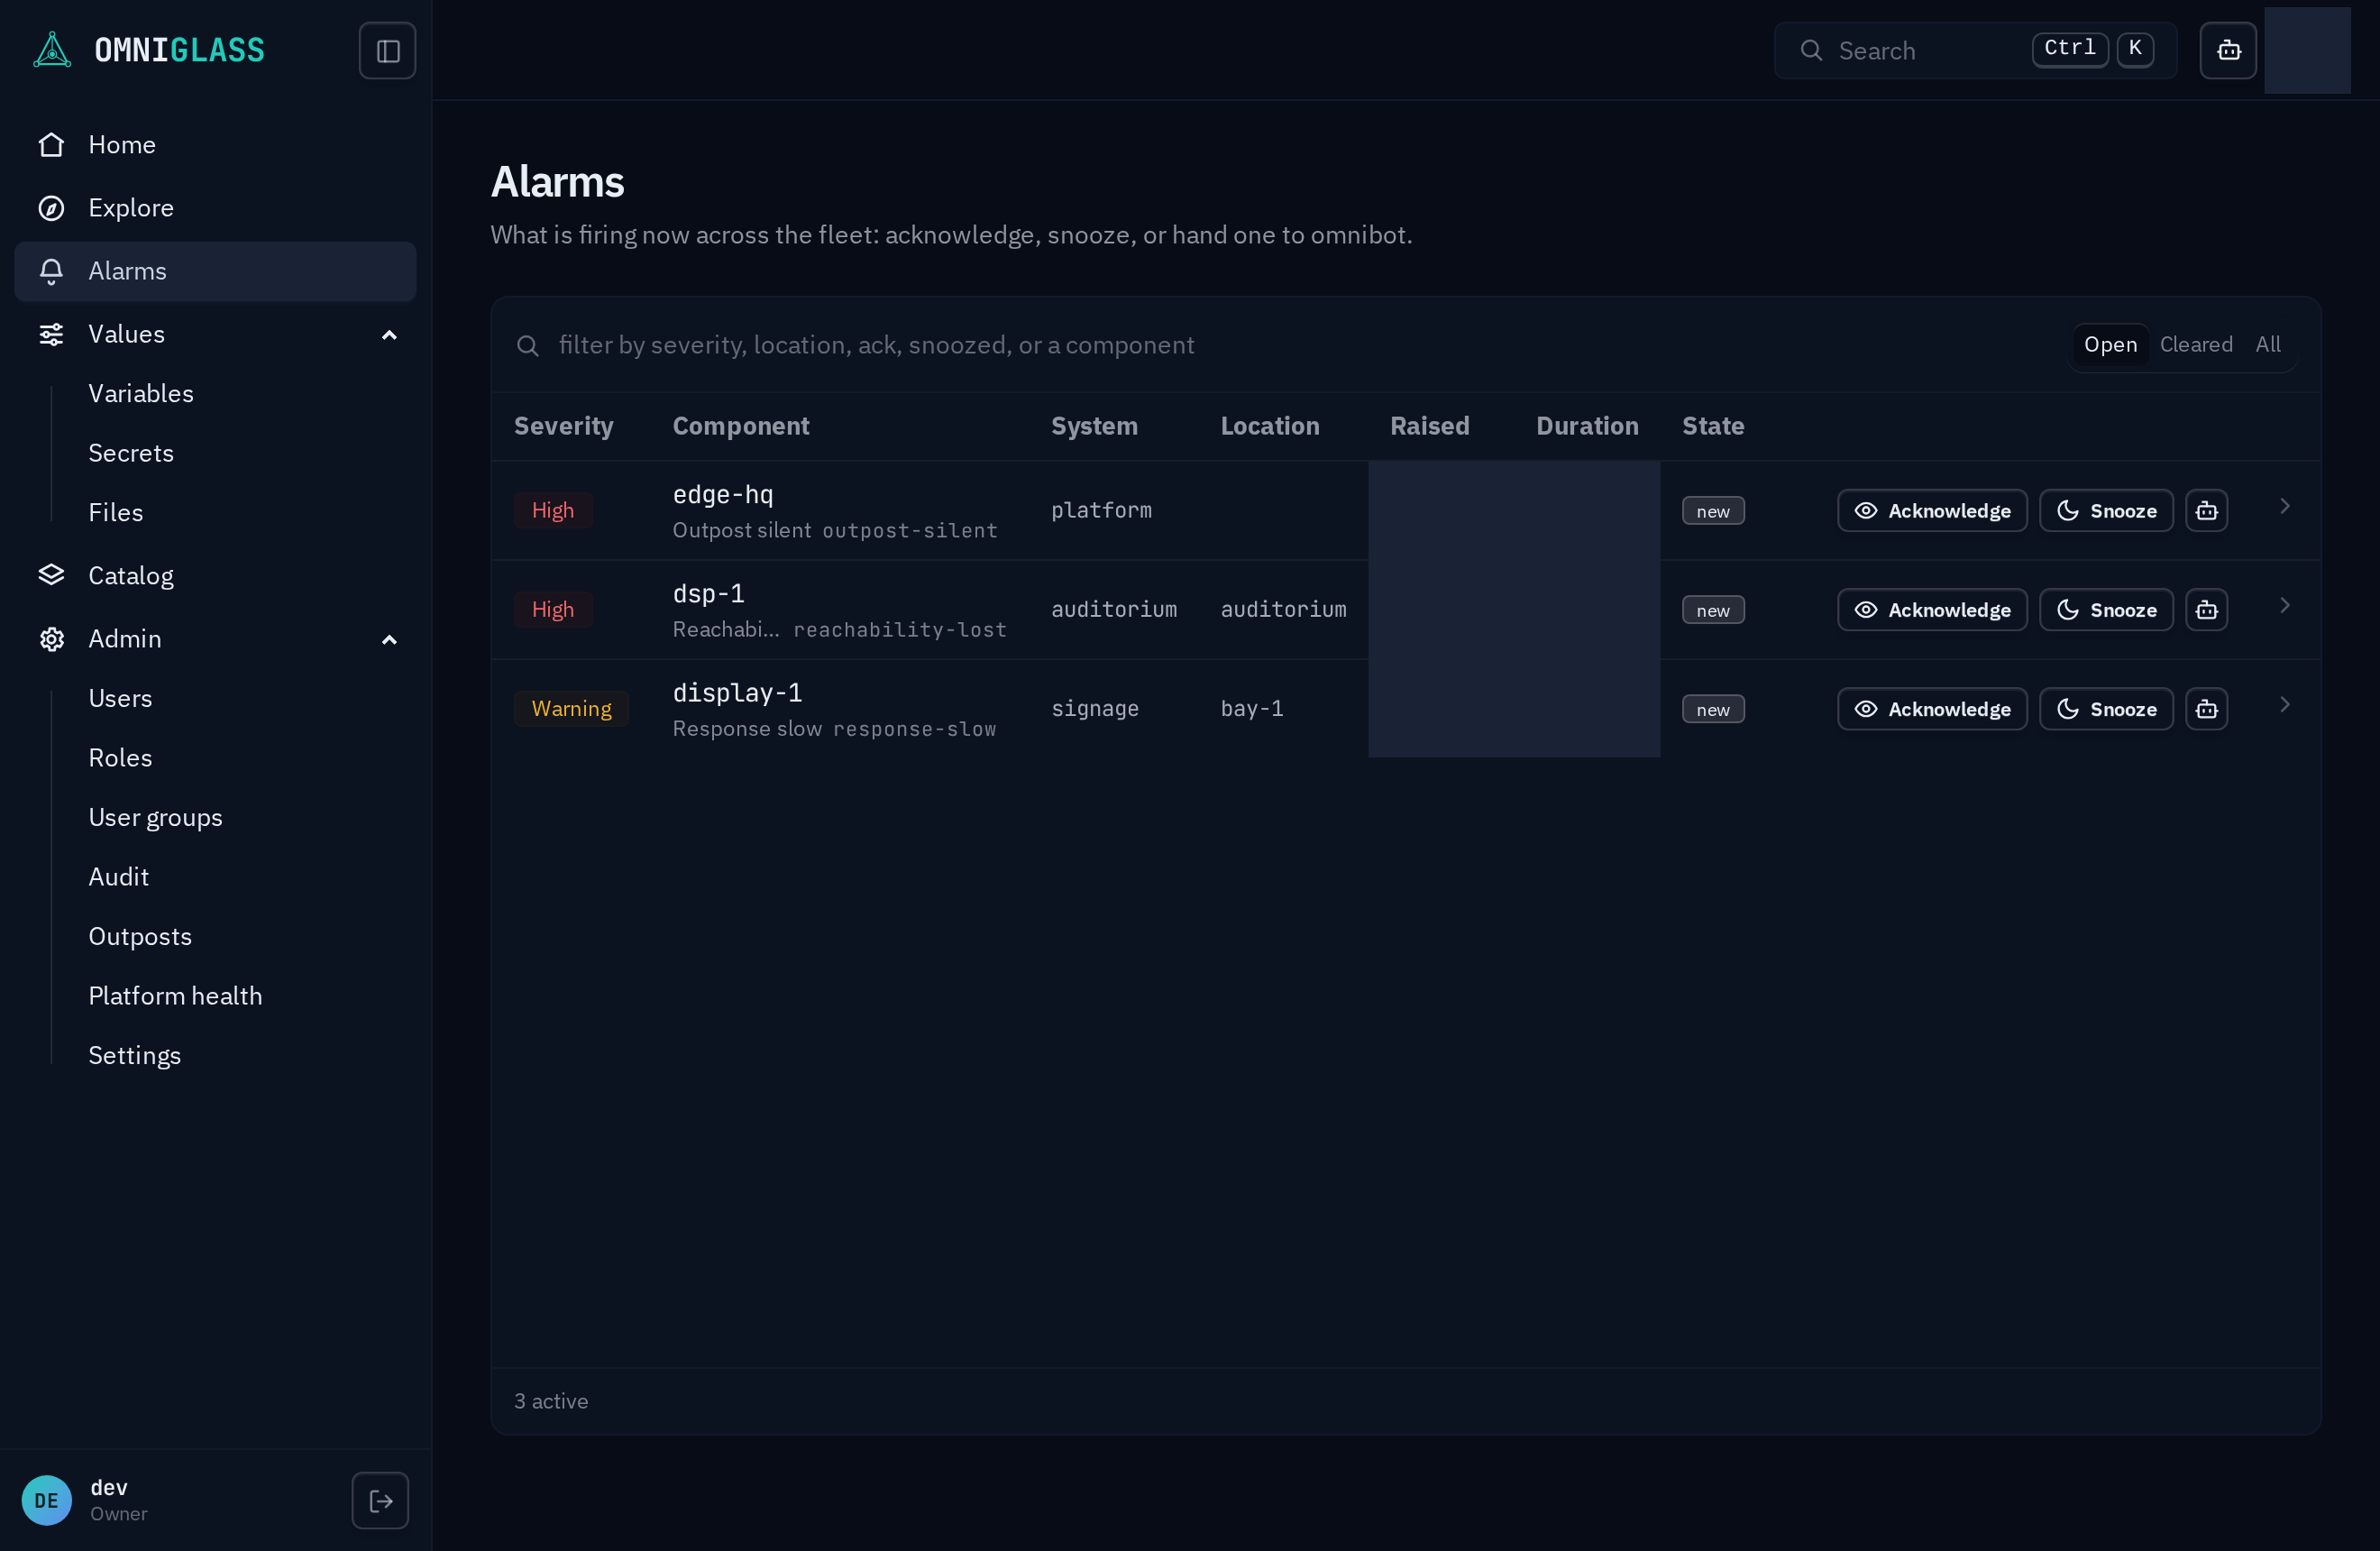 OMNIGLASS
Search Ctrl K
Home
Explore
Alarms
Values
Variables
Secrets
Files
Catalog
Admin
Users
Roles
User groups
Audit
Outposts
Platform health
Settings
DE dev
Owner
Alarms
What is firing now across the fleet: acknowledge, snooze, or hand one to omnibot.
filter by severity, location, ack, snoozed, or a component Open Cleared All
Severity Component System Location Raised Duration State
High edge-hq platform new Acknowledge Snooze
Outpost silent outpost-silent
High dsp-1 auditorium auditorium new Acknowledge Snooze
Reachabi... reachability-lost
Warning display-1 signage bay-1 new Acknowledge Snooze
Response slow response-slow
3 active